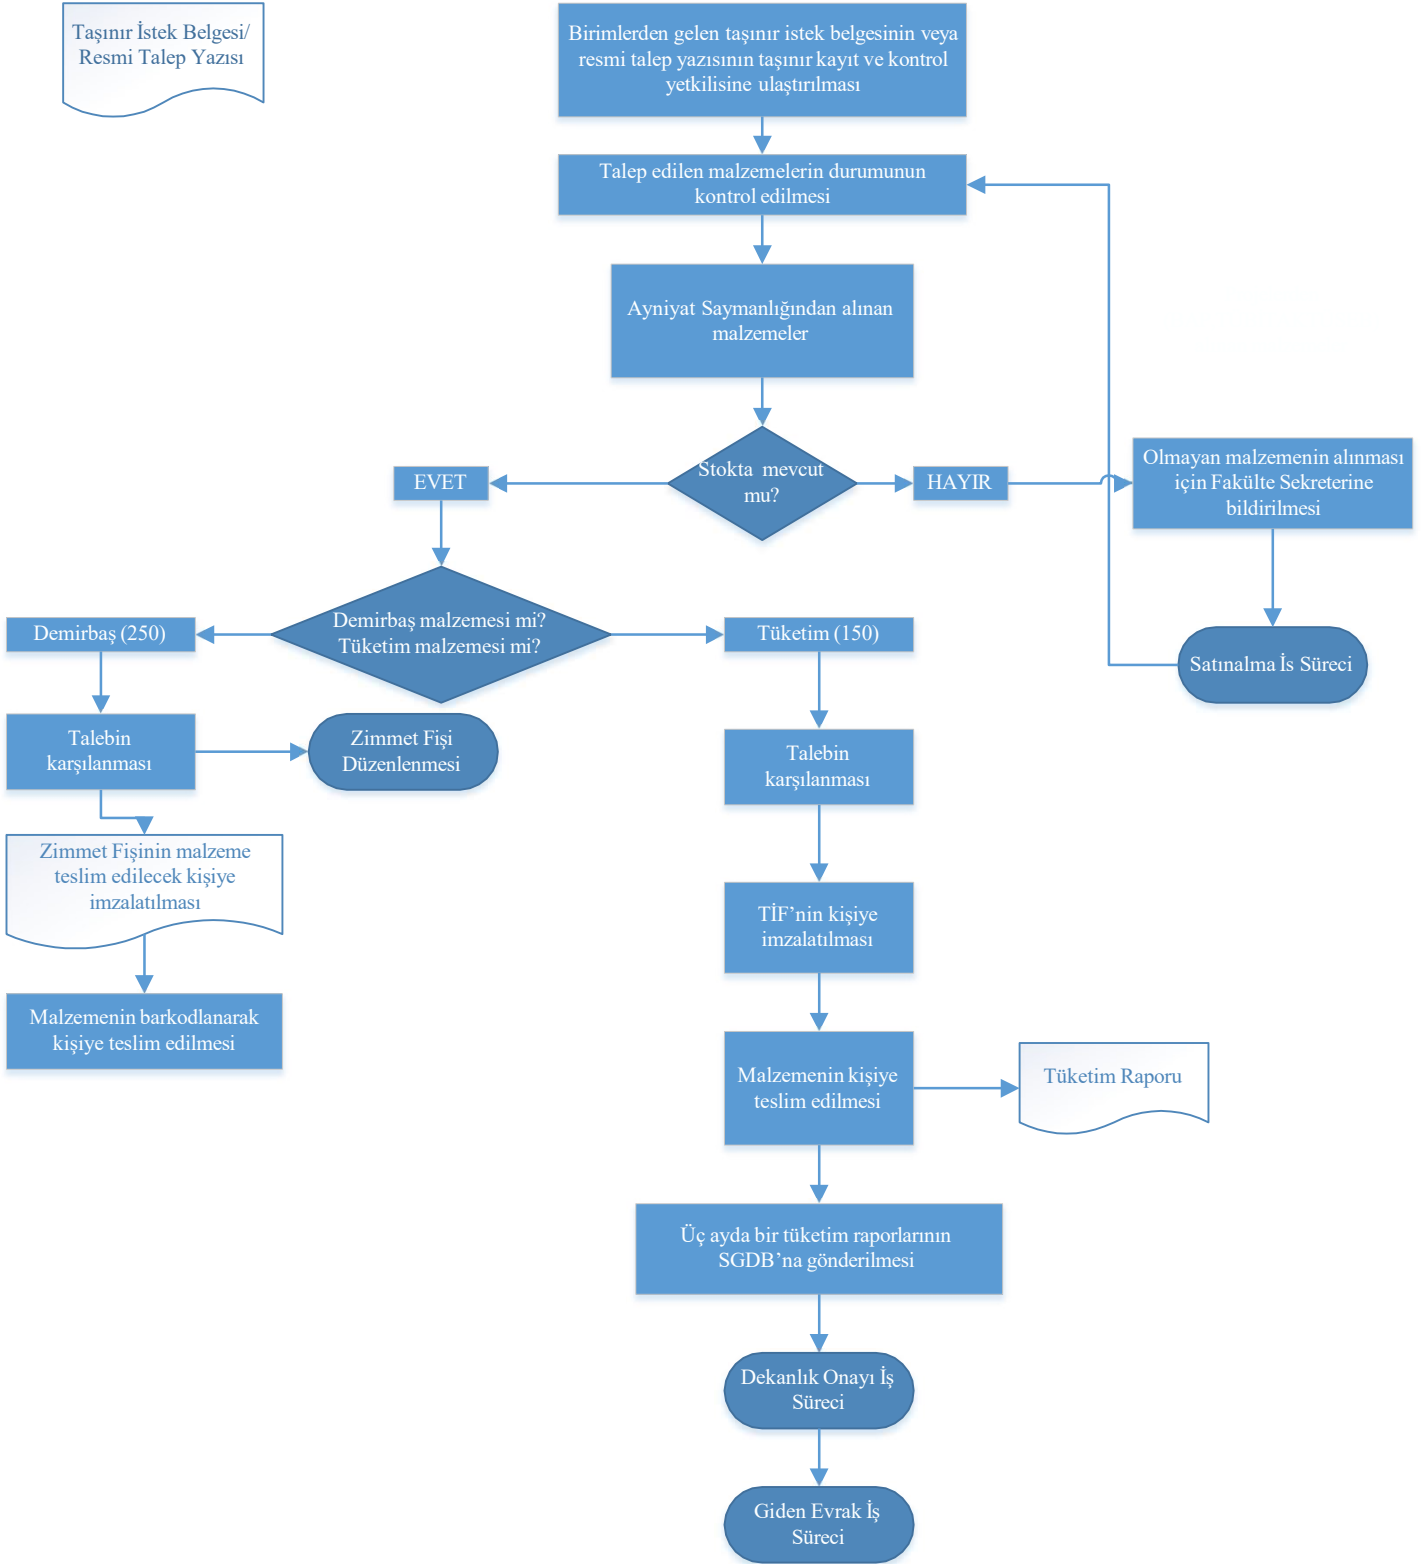 Taşınır İstek Belgesi/
Resmi Talep Yazısı
Birimlerden gelen taşınır istek belgesinin veya
resmi talep yazısının taşınır kayıt ve kontrol
yetkilisine ulaştırılması
Talep edilen malzemelerin durumunun
kontrol edilmesi
Ayniyat Saymanlığından alınan
malzemeler
Stokta mevcut
mu?
EVET
HAYIR
Olmayan malzemenin alınması
için Fakülte Sekreterine
bildirilmesi
Demirbaş malzemesi mi?
Tüketim malzemesi mi?
Demirbaş (250)
Tüketim (150)
Satınalma İs Süreci
Talebin
karşılanması
Zimmet Fişi
Düzenlenmesi
Talebin
karşılanması
Zimmet Fişinin malzeme
teslim edilecek kişiye
imzalatılması
TİF’nin kişiye
imzalatılması
Malzemenin barkodlanarak
kişiye teslim edilmesi
Malzemenin kişiye
teslim edilmesi
Tüketim Raporu
Üç ayda bir tüketim raporlarının
SGDB’na gönderilmesi
Dekanlık Onayı İş
Süreci
Giden Evrak İş
Süreci